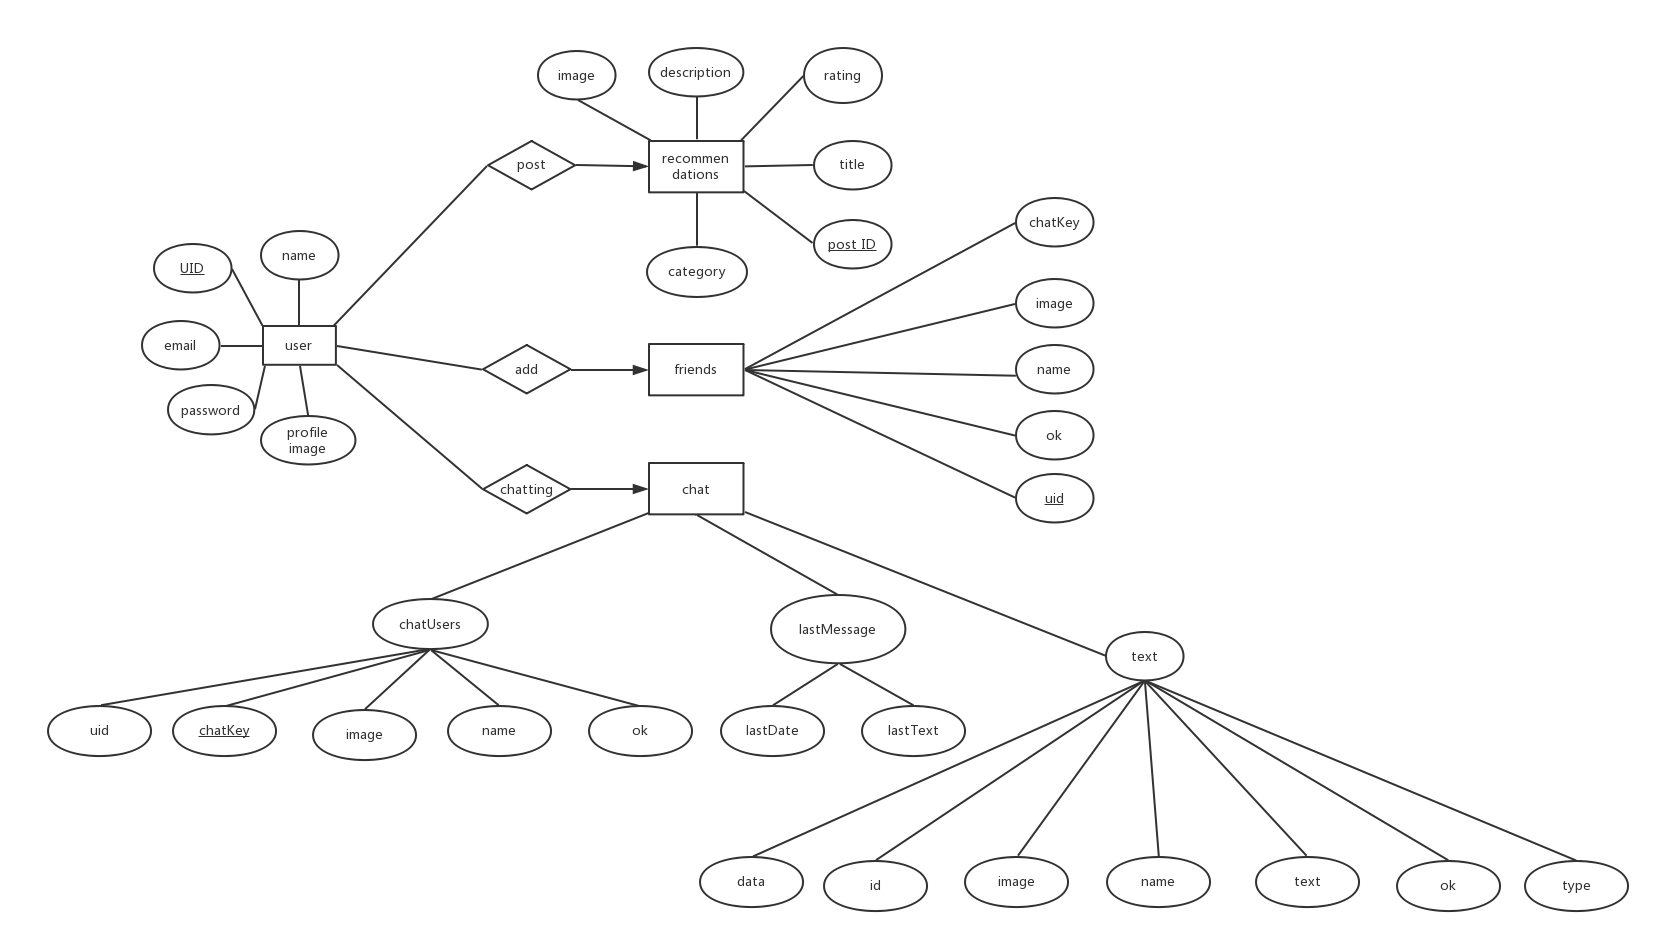 image
description
rating
post
recommen
dations
title
post ID
category
chatKey
UID
name
email
user
password
profile
image
add
friends
image
name
ok
uid
chatting
chat
chatUsers
lastMessage
text
uid
chatKey
image
name
ok
lastDate
lastText
data
id
image
name
text
ok
type